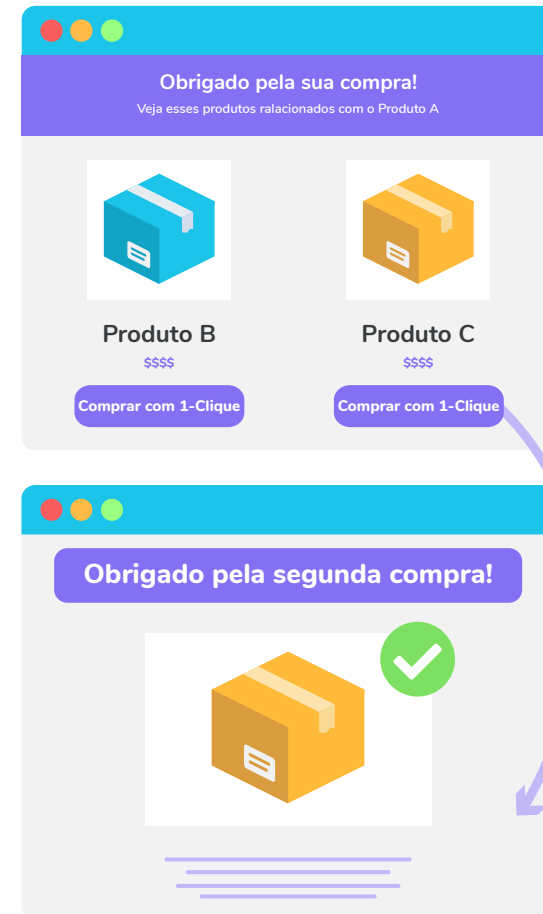 Obrigado pela sua compra!
Veja esses produtos ralacionados com o Produto A
Produto B
$$$$
Comprar com 1-Clique
Produto C
$$$$
Comprar com 1-Clique
Obrigado pela segunda compra!